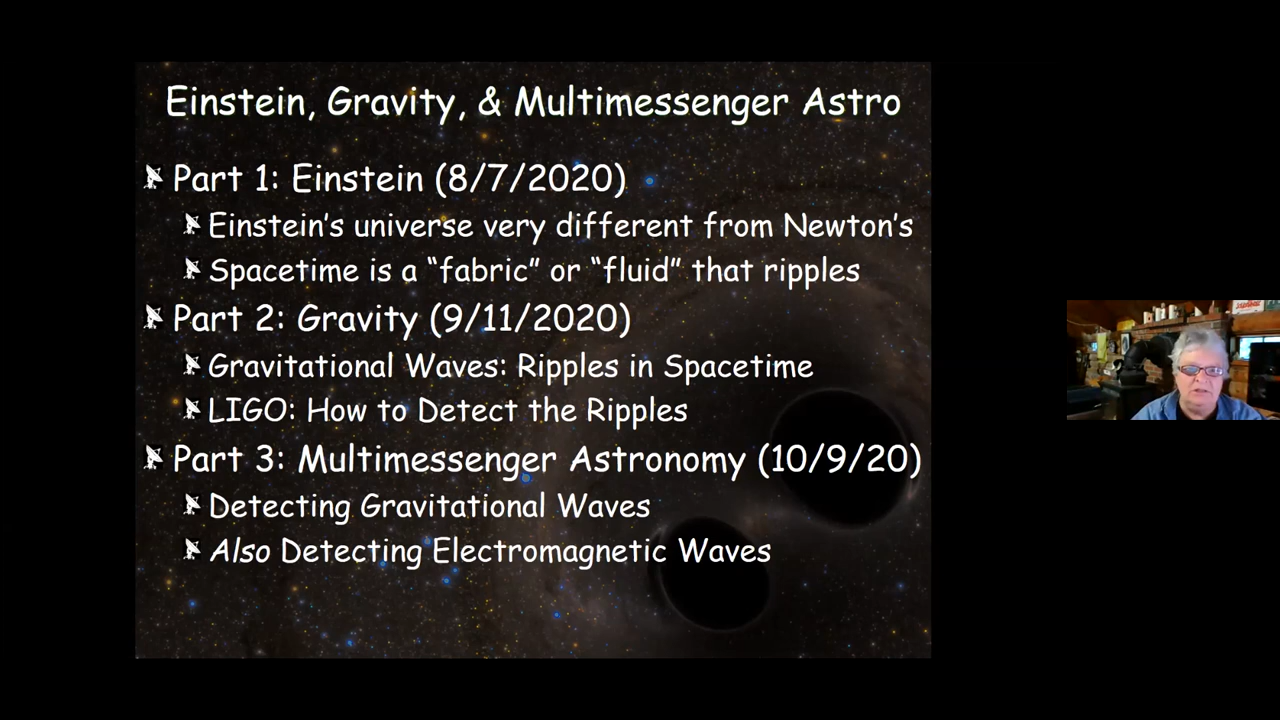 Einstein, Gravity, & Multimessenger Astro
Part 1: Einstein (8/7/2020)
Einstein’s universe very different from Newton’s
Spacetime is a “fabric” or “fluid” that ripples
Part 2: Gravity (9/11/2020)
Gravitational Waves: Ripples in Spacetime
LIGO: How to Detect the Ripples
Part 3: Multimessenger Astronomy (10/9/20)
Detecting Gravitational Waves
Also Detecting Electromagnetic Waves